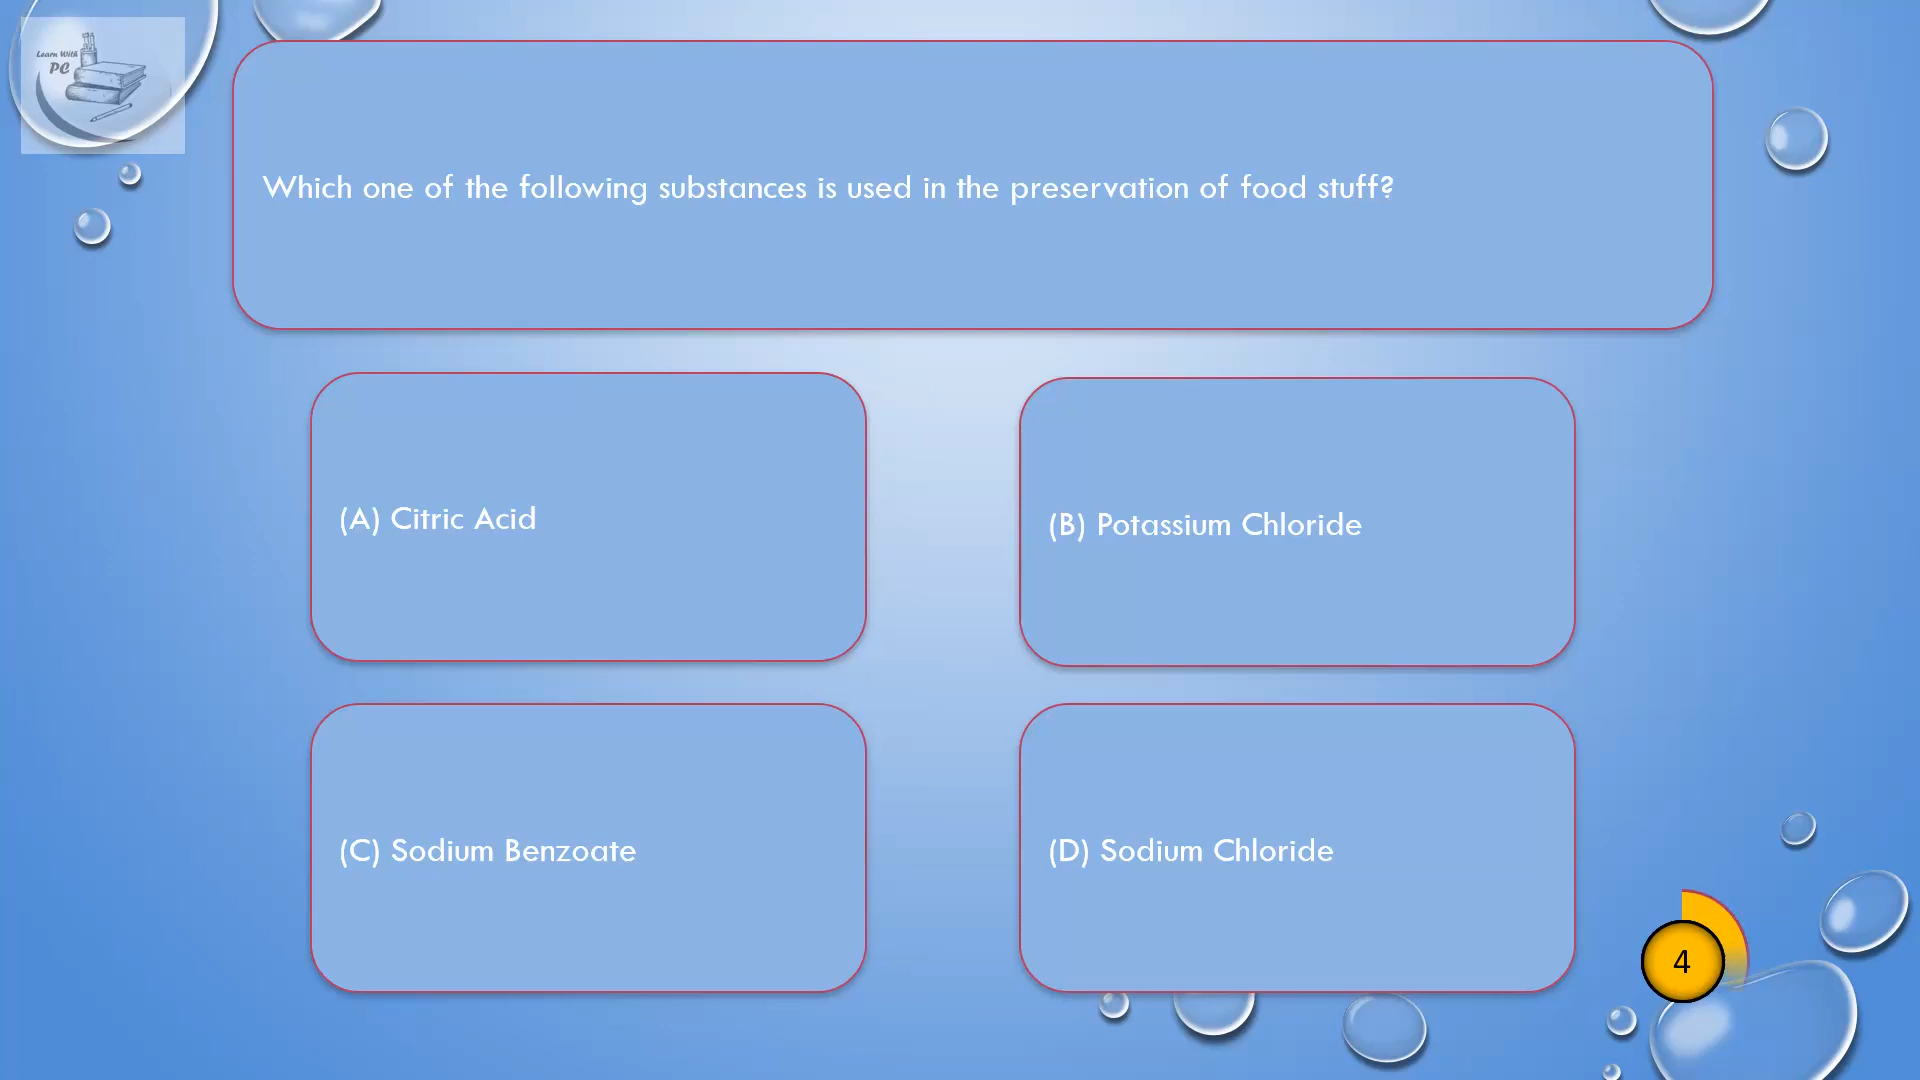 Learn With
PC
Which one of the following substances is used in the preservation of food stuff?
(A) Citric Acid
(B) Potassium Chloride
(C) Sodium Benzoate
(D) Sodium Chloride
4